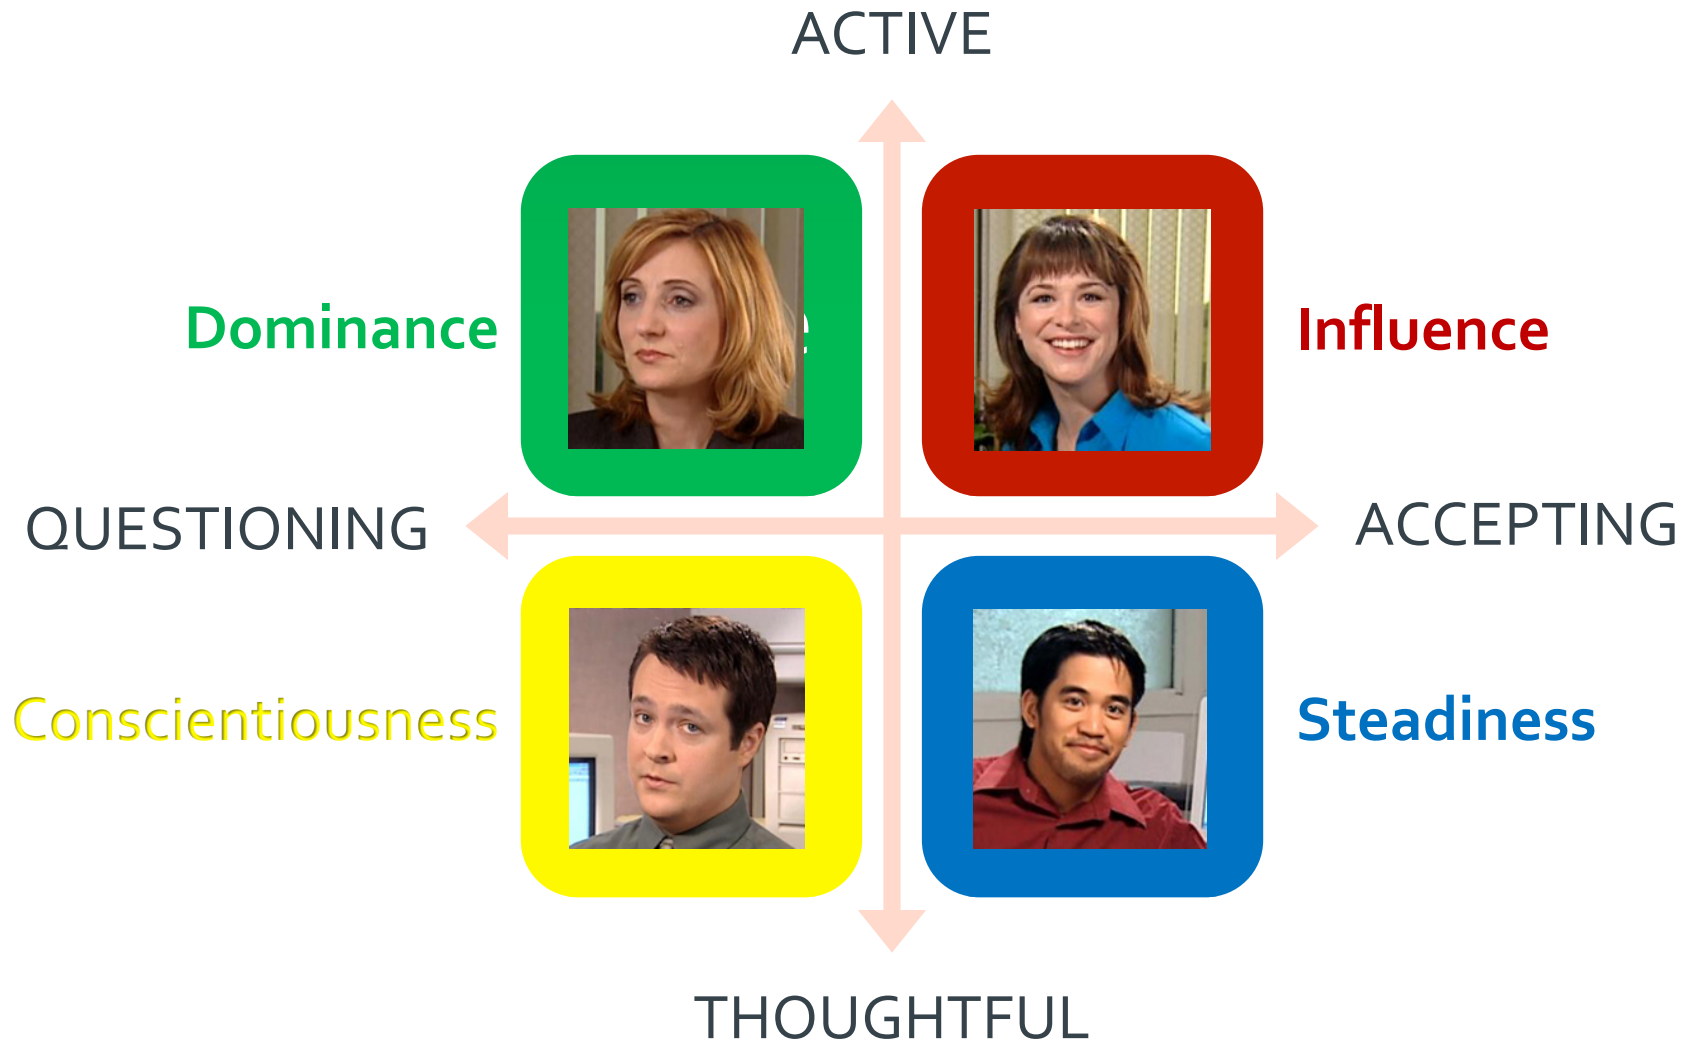 ACTIVE
Dominance
Influence
QUESTIONING
ACCEPTING
Conscientiousness
Steadiness
THOUGHTFUL